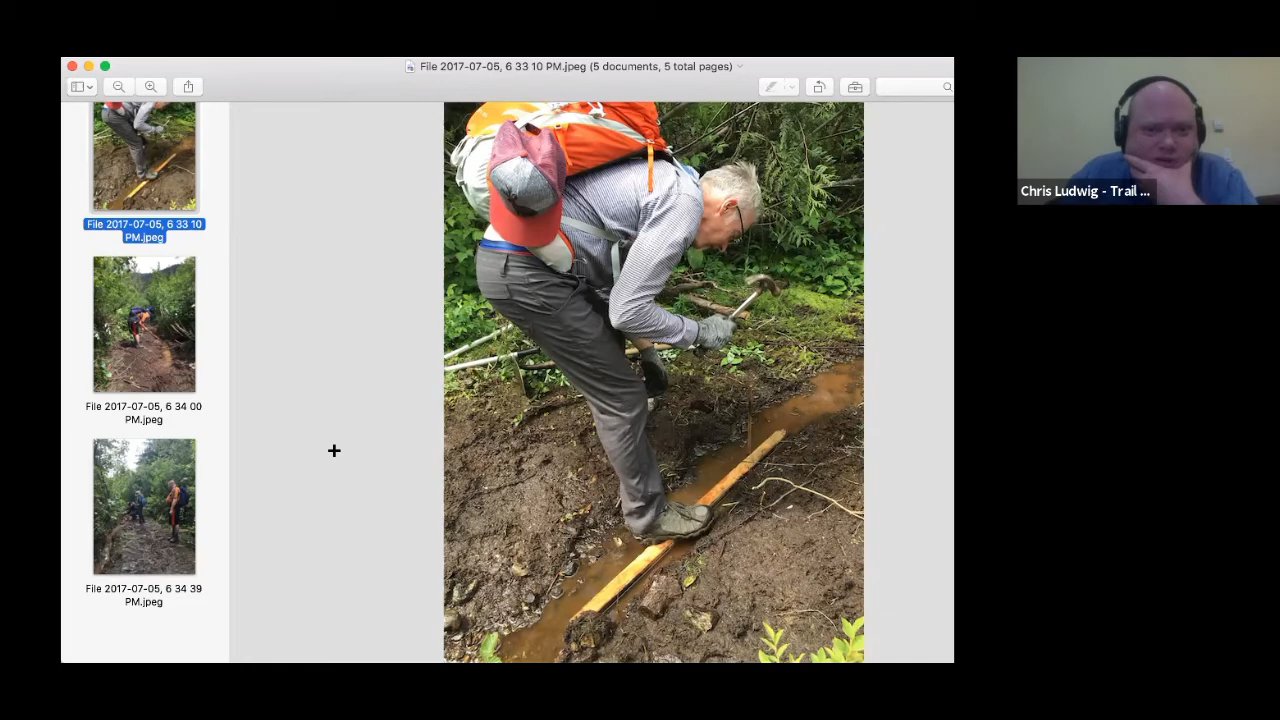 File 2017-07-05, 6 33 10 PM.jpeg (5 documents, 5 total pages)
File 2017-07-05, 6 33 10
PM.jpeg
File 2017-07-05, 6 34 00
PM.jpeg
File 2017-07-05, 6 34 39
PM.jpeg
Chris Ludwig - Trail ...